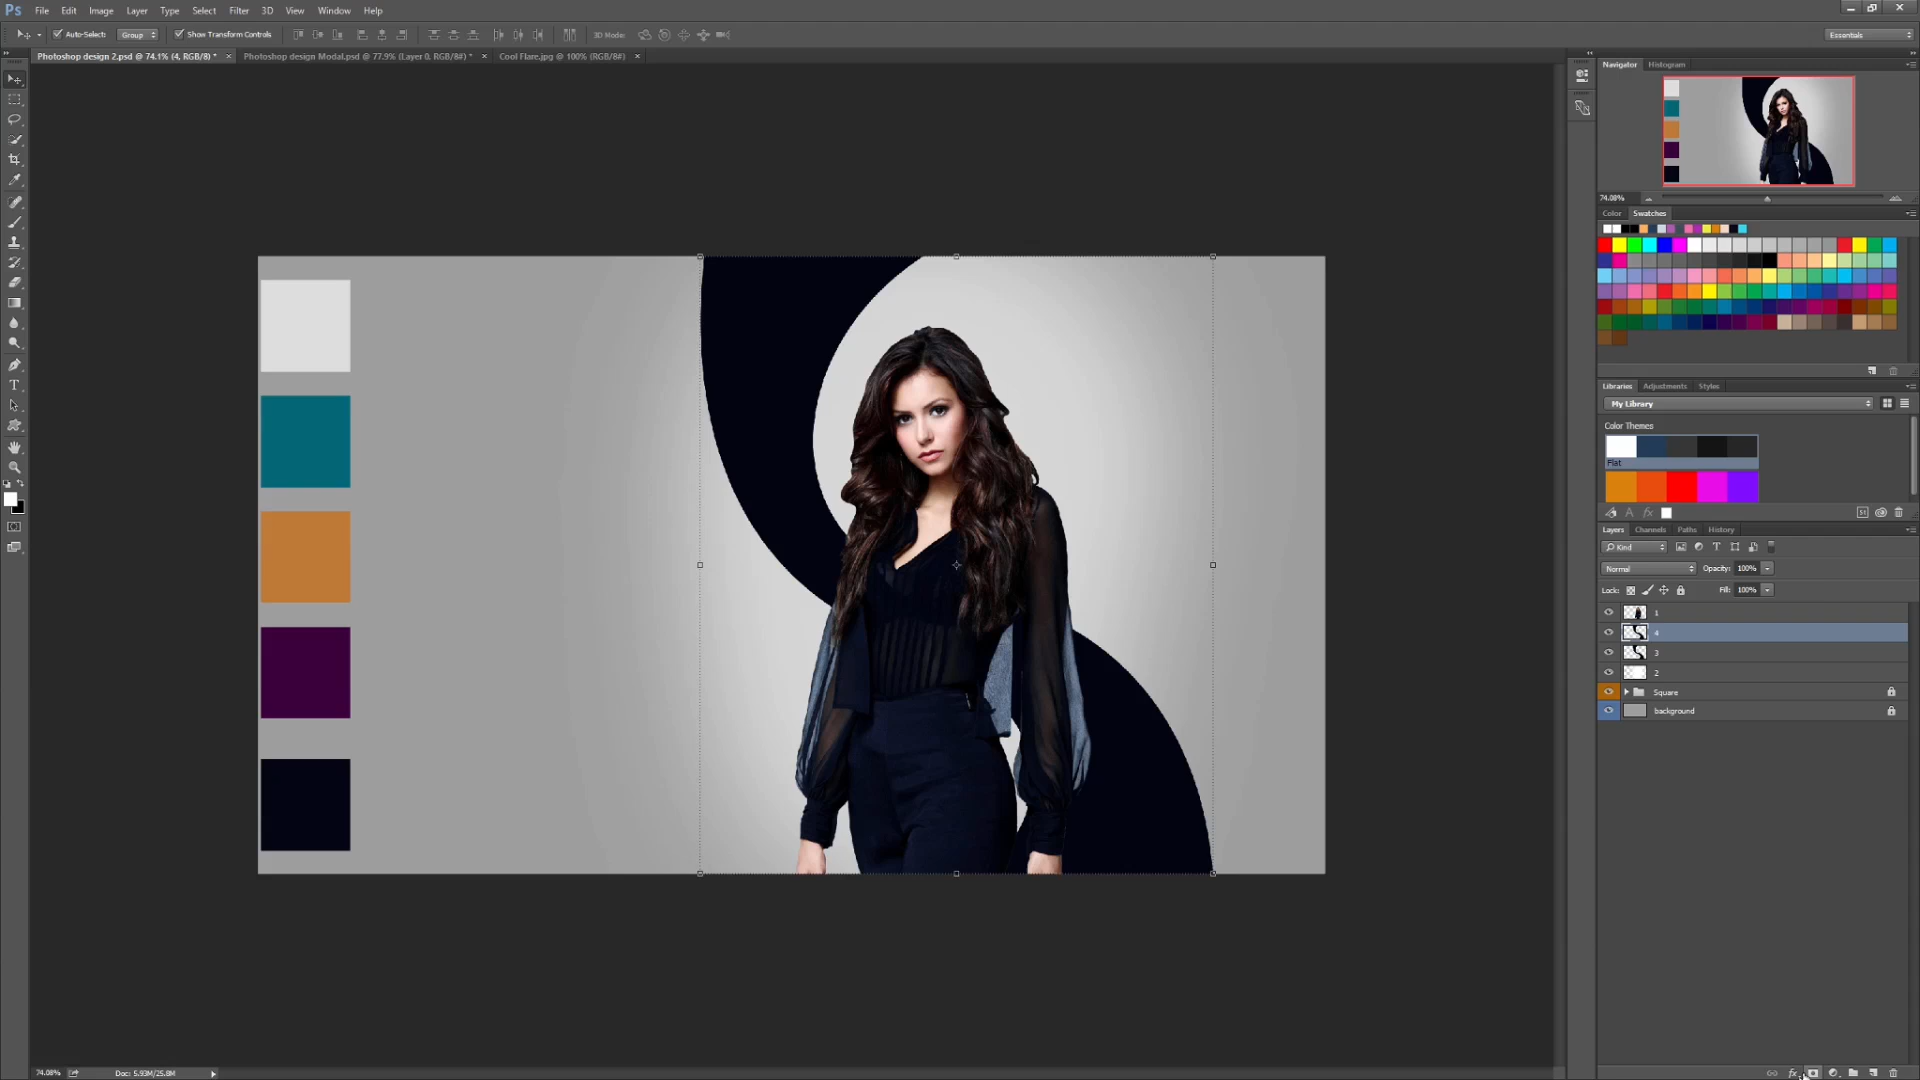 Ps File Edit Image Layer Type Select Filter 3D View Window Help
Auto-Select: Group Show Transform Controls 3D Mode: Essentials
Photoshop design 2.psd @ 74.1% (4, RGB/8) * × Photoshop design Modal.psd @ 77.9% (Layer 0, RGB/8#) * × Cool Flare.jpg @ 100% (RGB/8#) ×
Navigator Histogram
74.08%
Color Swatches
Libraries Adjustments Styles
My Library
Color Themes
Flat
Layers Channels Paths History
Kind
Normal Opacity: 100%
Lock: Fill: 100%
1
4
3
2
Square
background
74.08% Doc: 5.93M/25.8M fx